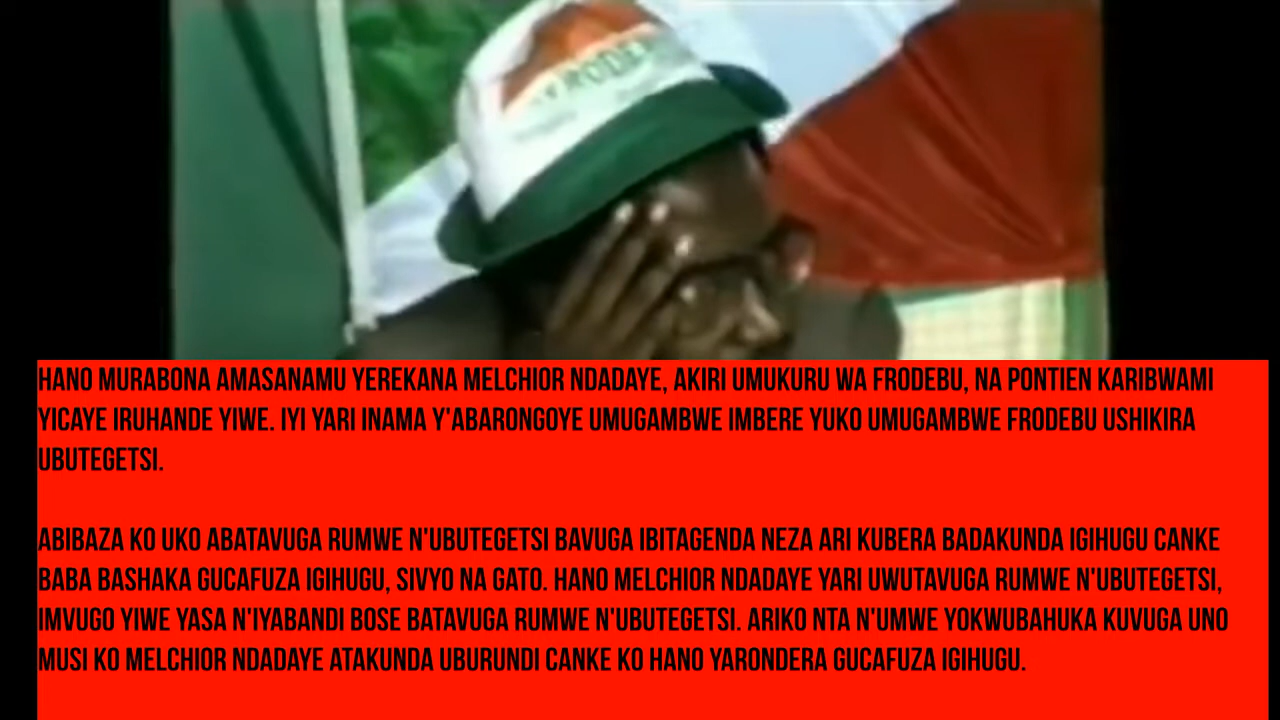 FRODEBU
HANO MURABONA AMASANAMU YEREKANA MELCHIOR NDADAYE, AKIRI UMUKURU WA FRODEBU, NA PONTIEN KARIBWAMI
YICAYE IRUHANDE YIWE. IYI YARI INAMA Y'ABARONGOYE UMUGAMBWE IMBERE YUKO UMUGAMBWE FRODEBU USHIKIRA
UBUTEGETSI.
ABIBAZA KO UKO ABATAVUGA RUMWE N'UBUTEGETSI BAVUGA IBITAGENDA NEZA ARI KUBERA BADAKUNDA IGIHUGU CANKE
BABA BASHAKA GUCAFUZA IGIHUGU, SIVYO NA GATO. HANO MELCHIOR NDADAYE YARI UWUTAVUGA RUMWE N'UBUTEGETSI,
IMVUGO YIWE YASA N'IYABANDI BOSE BATAVUGA RUMWE N'UBUTEGETSI. ARIKO NTA N'UMWE YOKWUBAHUKA KUVUGA UNO
MUSI KO MELCHIOR NDADAYE ATAKUNDA UBURUNDI CANKE KO HANO YARONDERA GUCAFUZA IGIHUGU.